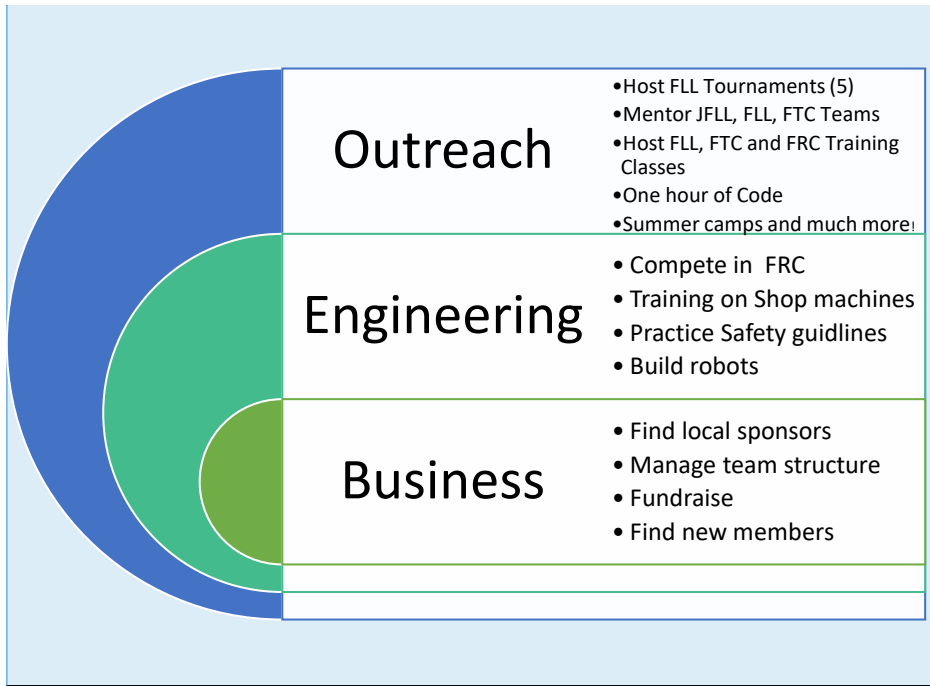 Outreach
•Host FLL Tournaments (5)
•Mentor JFLL, FLL, FTC Teams
•Host FLL, FTC and FRC Training
Classes
•One hour of Code
•Summer camps and much more!
Engineering
• Compete in FRC
• Training on Shop machines
• Practice Safety guidlines
• Build robots
Business
• Find local sponsors
• Manage team structure
• Fundraise
• Find new members